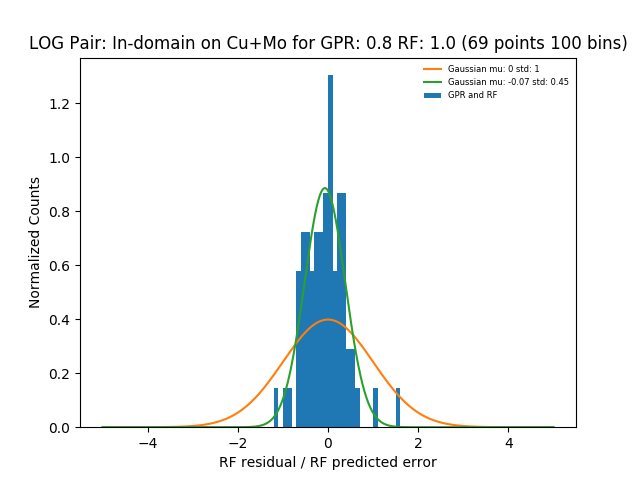 LOG Pair: In-domain on Cu+Mo for GPR: 0.8 RF: 1.0 (69 points 100 bins)
Gaussian mu: 0 std: 1
Gaussian mu: -0.07 std: 0.45
GPR and RF
Normalized Counts
1.2
1.0
0.8
0.6
0.4
0.2
0.0
−4 −2 0 2 4
RF residual / RF predicted error